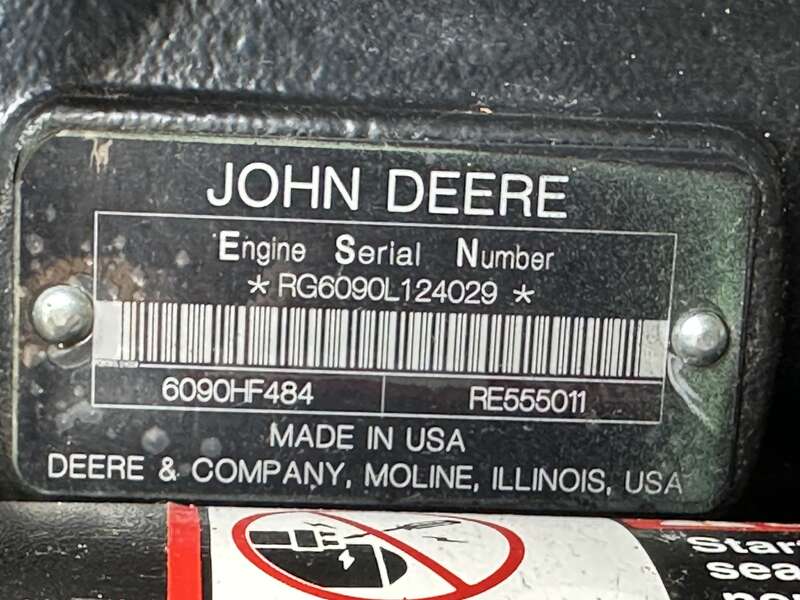 JOHN DEERE
Engine Serial Number
* RG6090L124029 *
6090HF484 RE555011
MADE IN USA
DEERE & COMPANY, MOLINE, ILLINOIS, USA
Start
sea